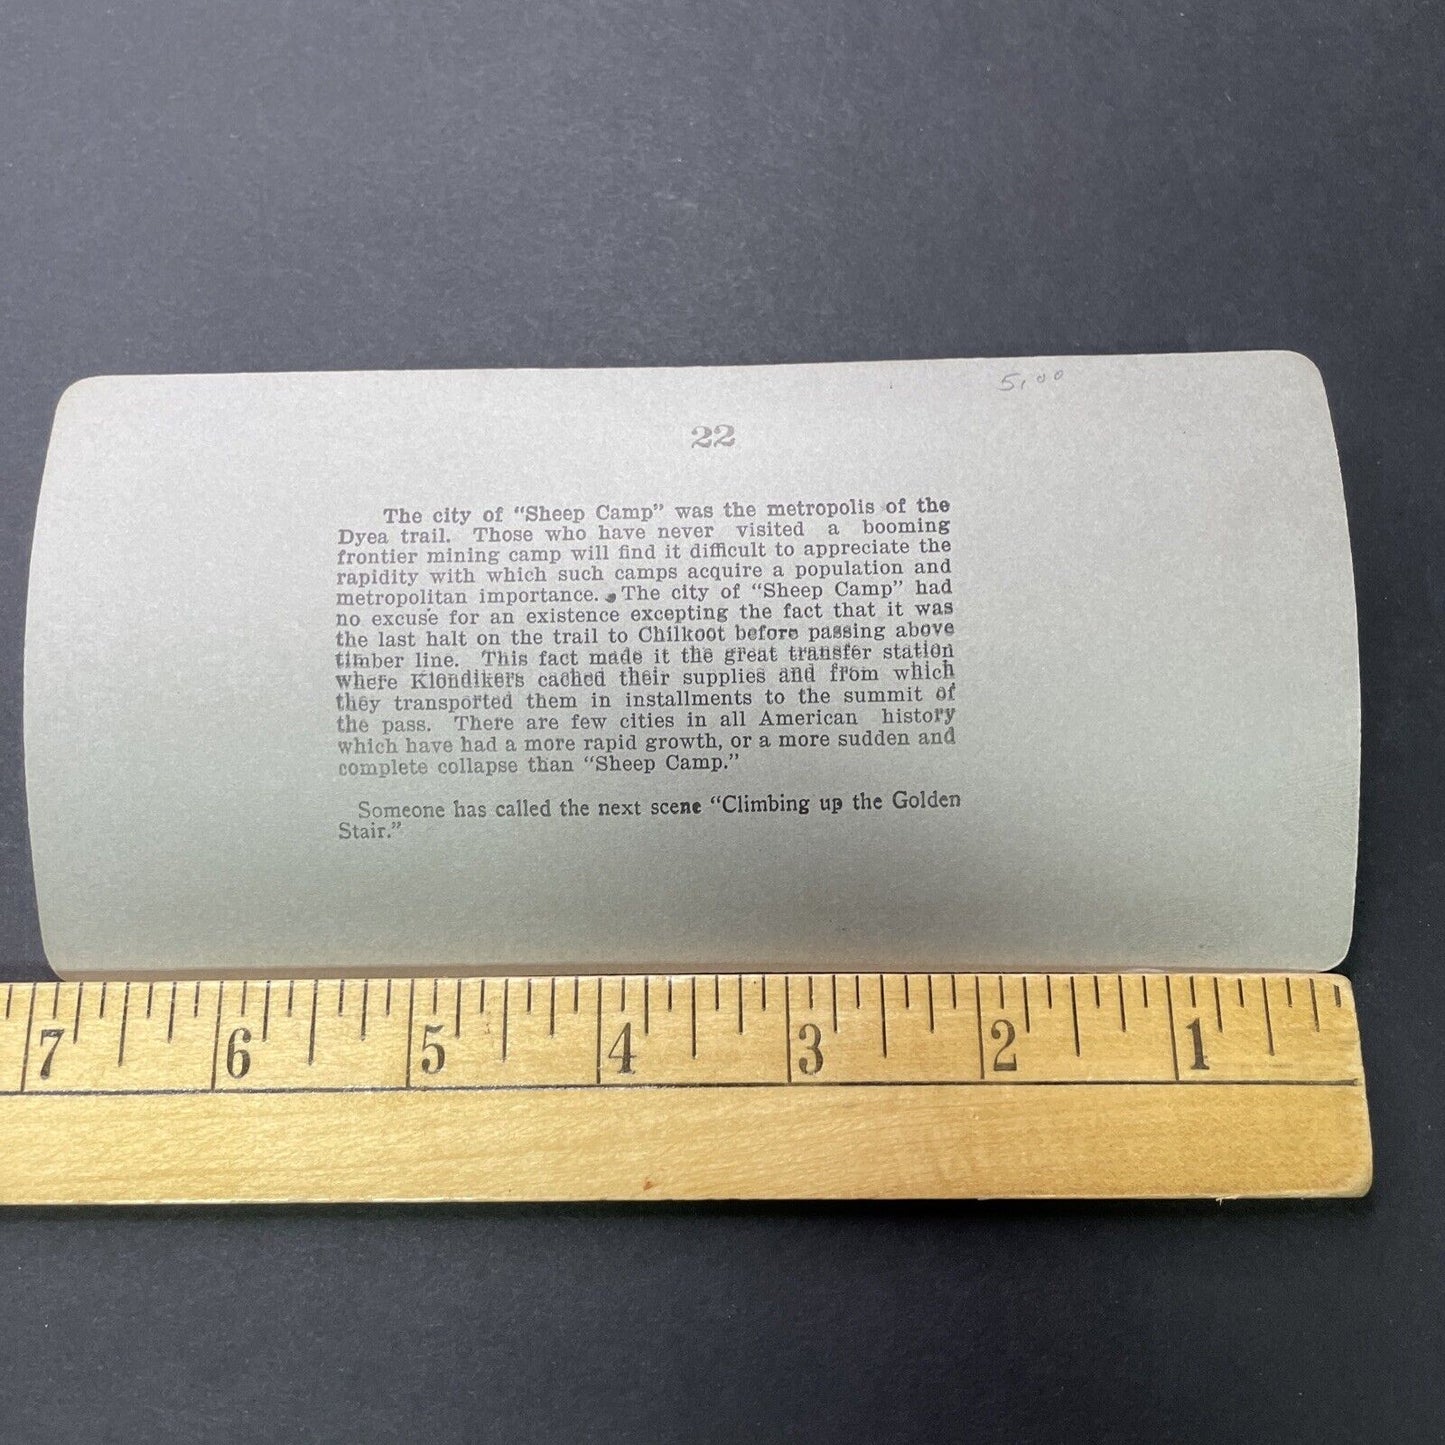 5.00
22
The city of "Sheep Camp" was the metropolis of the
Dyea trail. Those who have never visited a booming
frontier mining camp will find it difficult to appreciate the
rapidity with which such camps acquire a population and
metropolitan importance. The city of "Sheep Camp" had
no excuse for an existence excepting the fact that it was
the last halt on the trail to Chilkoot before passing above
timber line. This fact made it the great transfer station
where Klondikers cached their supplies and from which
they transported them in installments to the summit of
the pass. There are few cities in all American history
which have had a more rapid growth, or a more sudden and
complete collapse than "Sheep Camp."
Someone has called the next scene "Climbing up the Golden
Stair."
7 6 5 4 3 2 1